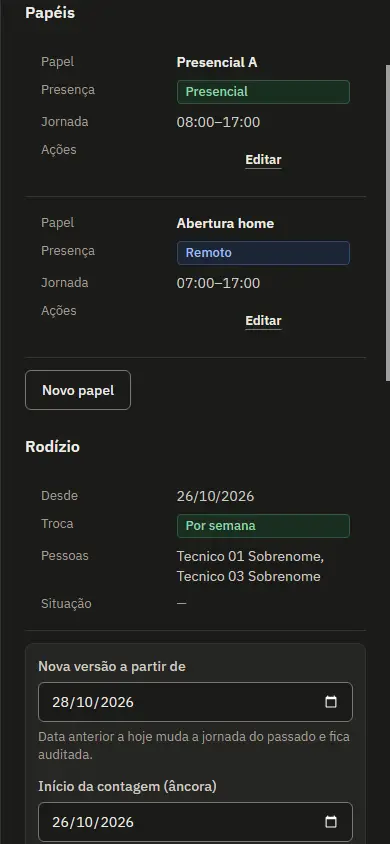 Papéis
Papel Presencial A
Presença Presencial
Jornada 08:00–17:00
Ações
Editar
Papel Abertura home
Presença Remoto
Jornada 07:00–17:00
Ações
Editar
Novo papel
Rodízio
Desde 26/10/2026
Troca Por semana
Pessoas Tecnico 01 Sobrenome,
Tecnico 03 Sobrenome
Situação —
Nova versão a partir de
28/10/2026
Data anterior a hoje muda a jornada do passado e fica
auditada.
Início da contagem (âncora)
26/10/2026